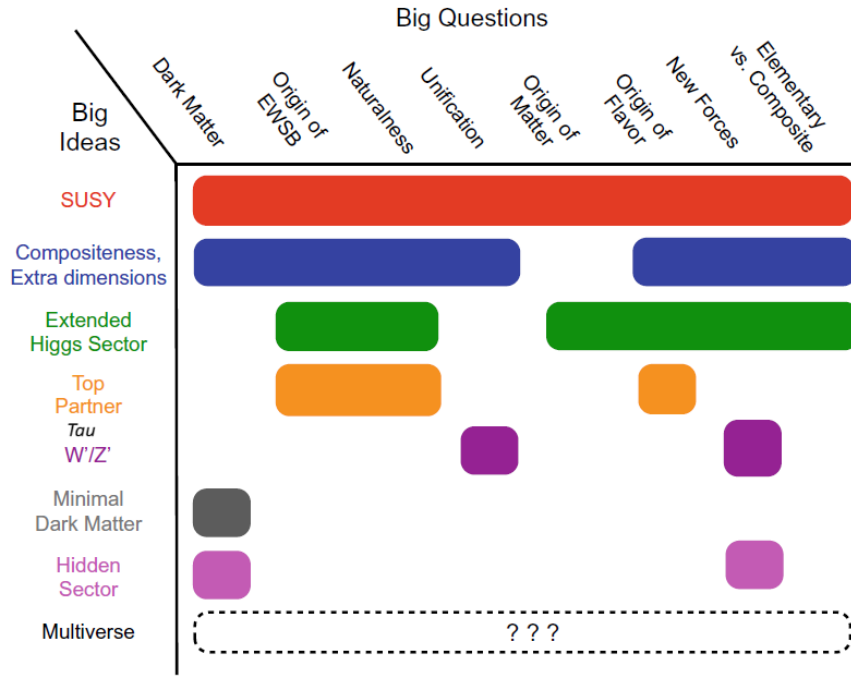 Big Questions
Big
Ideas
Dark Matter
Origin of
EWSB
Naturalness
Unification
Origin of
Matter
Origin of
Flavor
New Forces
Elementary
vs. Composite
SUSY
Compositeness,
Extra dimensions
Extended
Higgs Sector
Top
Partner
Tau
W'/Z'
Minimal
Dark Matter
Hidden
Sector
Multiverse
? ? ?